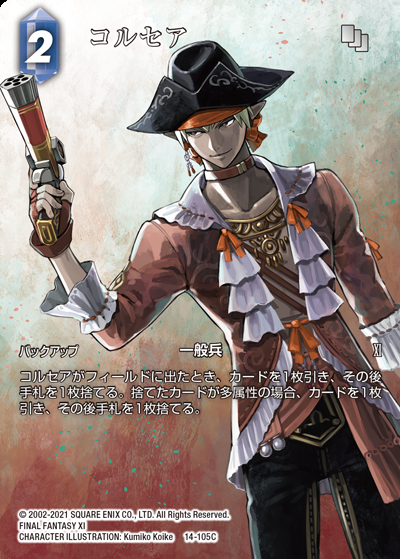 2
コルセア
バックアップ 一般兵 XI
コルセアがフィールドに出たとき、カードを1枚引き、その後
手札を1枚捨てる。捨てたカードが多属性の場合、カードを1枚
引き、その後手札を1枚捨てる。
© 2002-2021 SQUARE ENIX CO., LTD. All Rights Reserved.
FINAL FANTASY XI
CHARACTER ILLUSTRATION: Kumiko Koike 14-105C